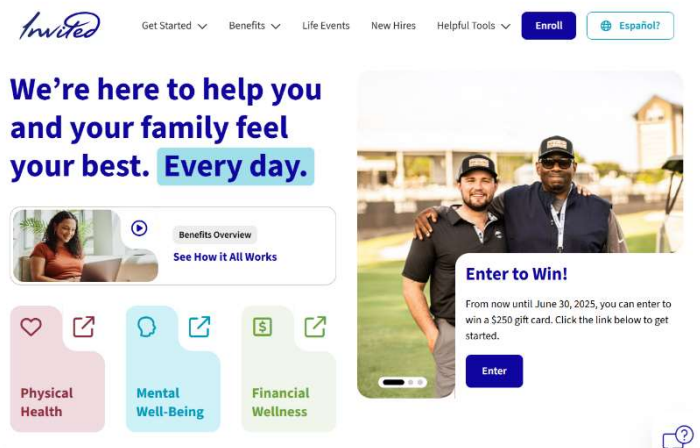 Invited
Get Started
Benefits
Life Events
New Hires
Helpful Tools
Enroll
Español?
We're here to help you
and your family feel
your best. Every day.
Benefits Overview
See How it All Works
Physical
Health
Mental
Well-Being
Financial
Wellness
Enter to Win!
From now until June 30, 2025, you can enter to
win a $250 gift card. Click the link below to get
started.
Enter